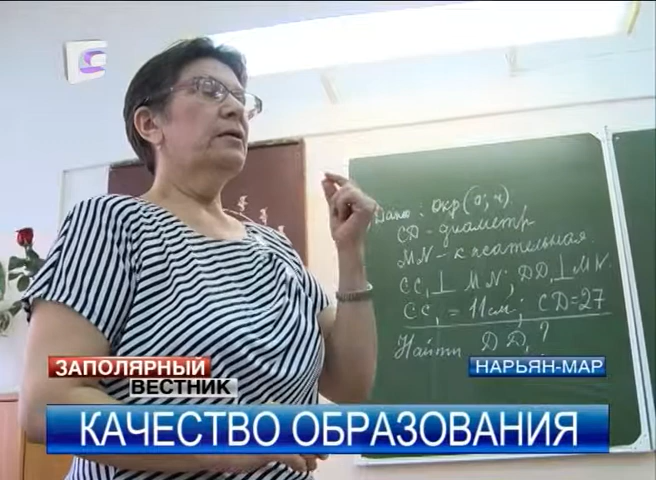 Дано: Окр(О; r)
CD - диаметр
MN - касательная
CC₁ ⊥ MN; DD₁ ⊥ MN
CC₁ = 11см; CD = 27
Найти DD₁?
ЗАПОЛЯРНЫЙ
ВЕСТНИК
НАРЬЯН-МАР
КАЧЕСТВО ОБРАЗОВАНИЯ